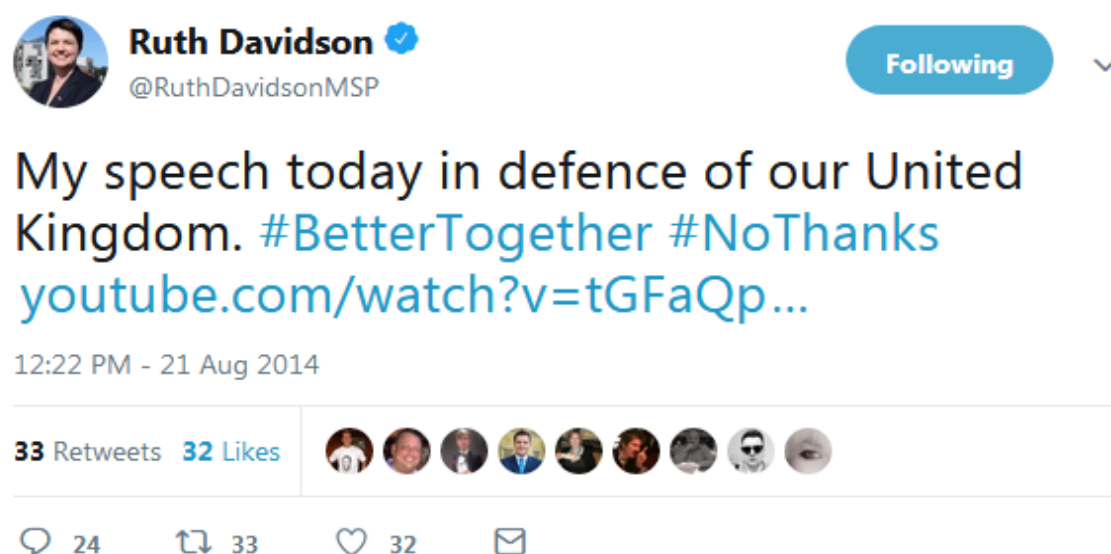 Ruth Davidson
@RuthDavidsonMSP
Following
My speech today in defence of our United
Kingdom. #BetterTogether #NoThanks
youtube.com/watch?v=tGFaQp…
12:22 PM - 21 Aug 2014
33 Retweets 32 Likes
24 33 32